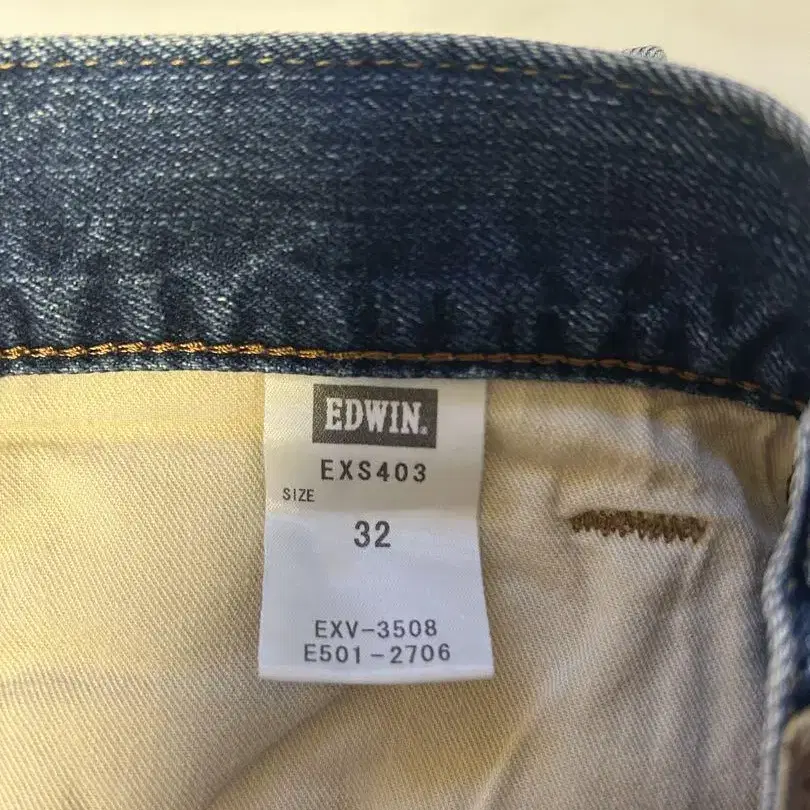 EDWIN.
EXS403
SIZE
32
EXV-3508
E501-2706